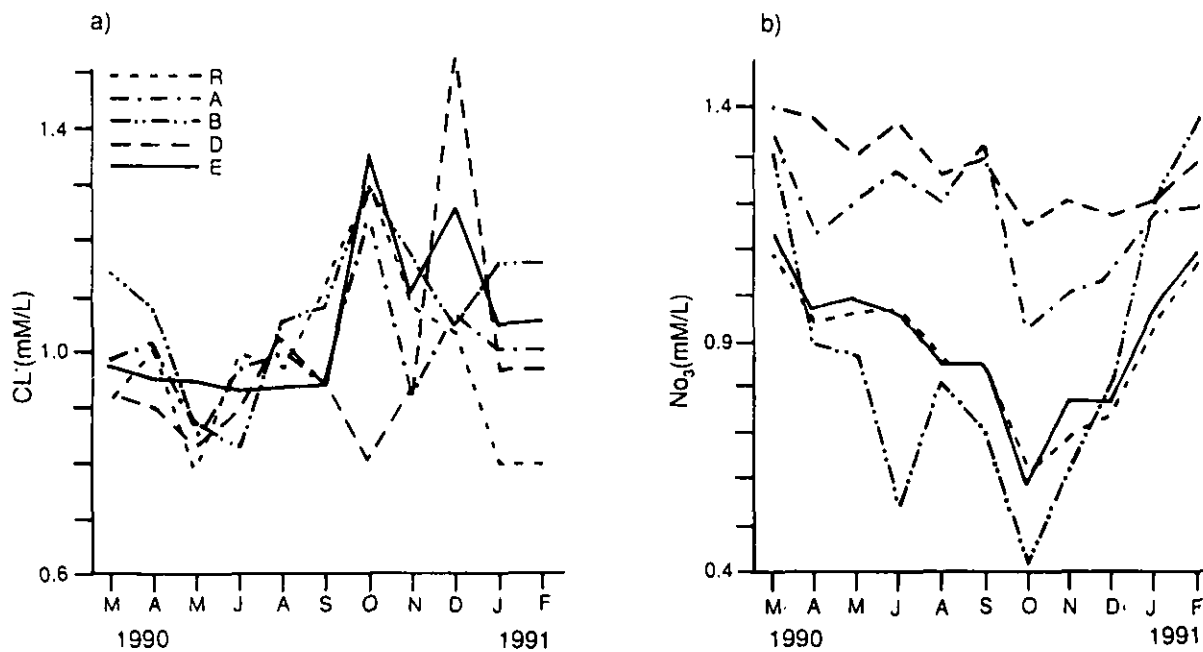 a)
R
A
B
D
E
1.4
1.0
0.6
CL⁻(mM/L)
M A M J A S O N D J F
1990 1991
b)
1.4
0.9
0.4
No₃(mM/L)
M A M J A S O N D J F
1990 1991